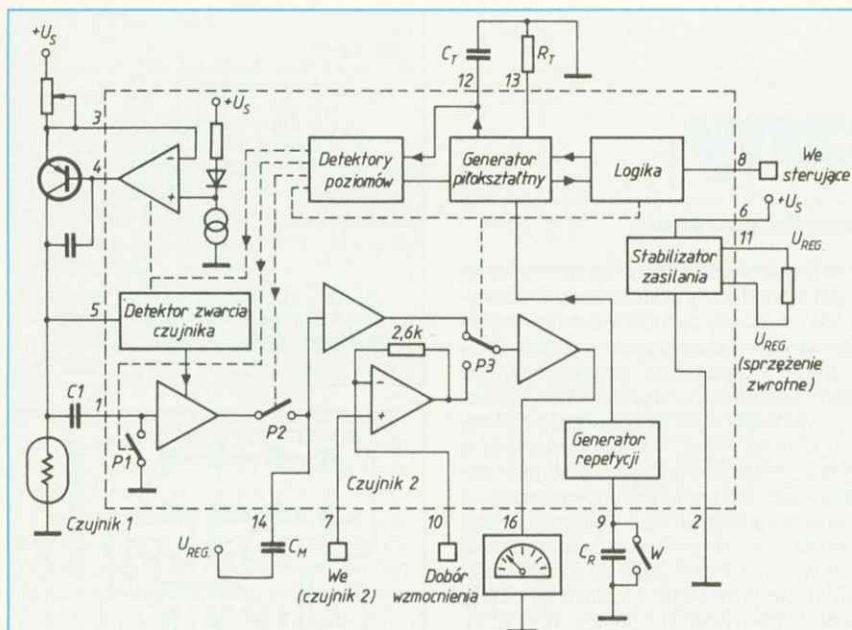 +U_S
C_T
R_T
12
13
3
+U_S
4
-
+
Detektory
poziomów
Generator
piłokształtny
Logika
8
We
sterujące
6
+U_S
11
U_REG.
Stabilizator
zasilania
U_REG.
(sprzężenie
zwrotne)
5
Detektor zwarcia
czujnika
2,6k
P3
-
+
C1
1
P1
P2
Generator
repetycji
Czujnik 2
Czujnik 1
14
7
10
16
9
2
U_REG.
C_M
We
(czujnik 2)
Dobór
wzmocnienia
C_R
W